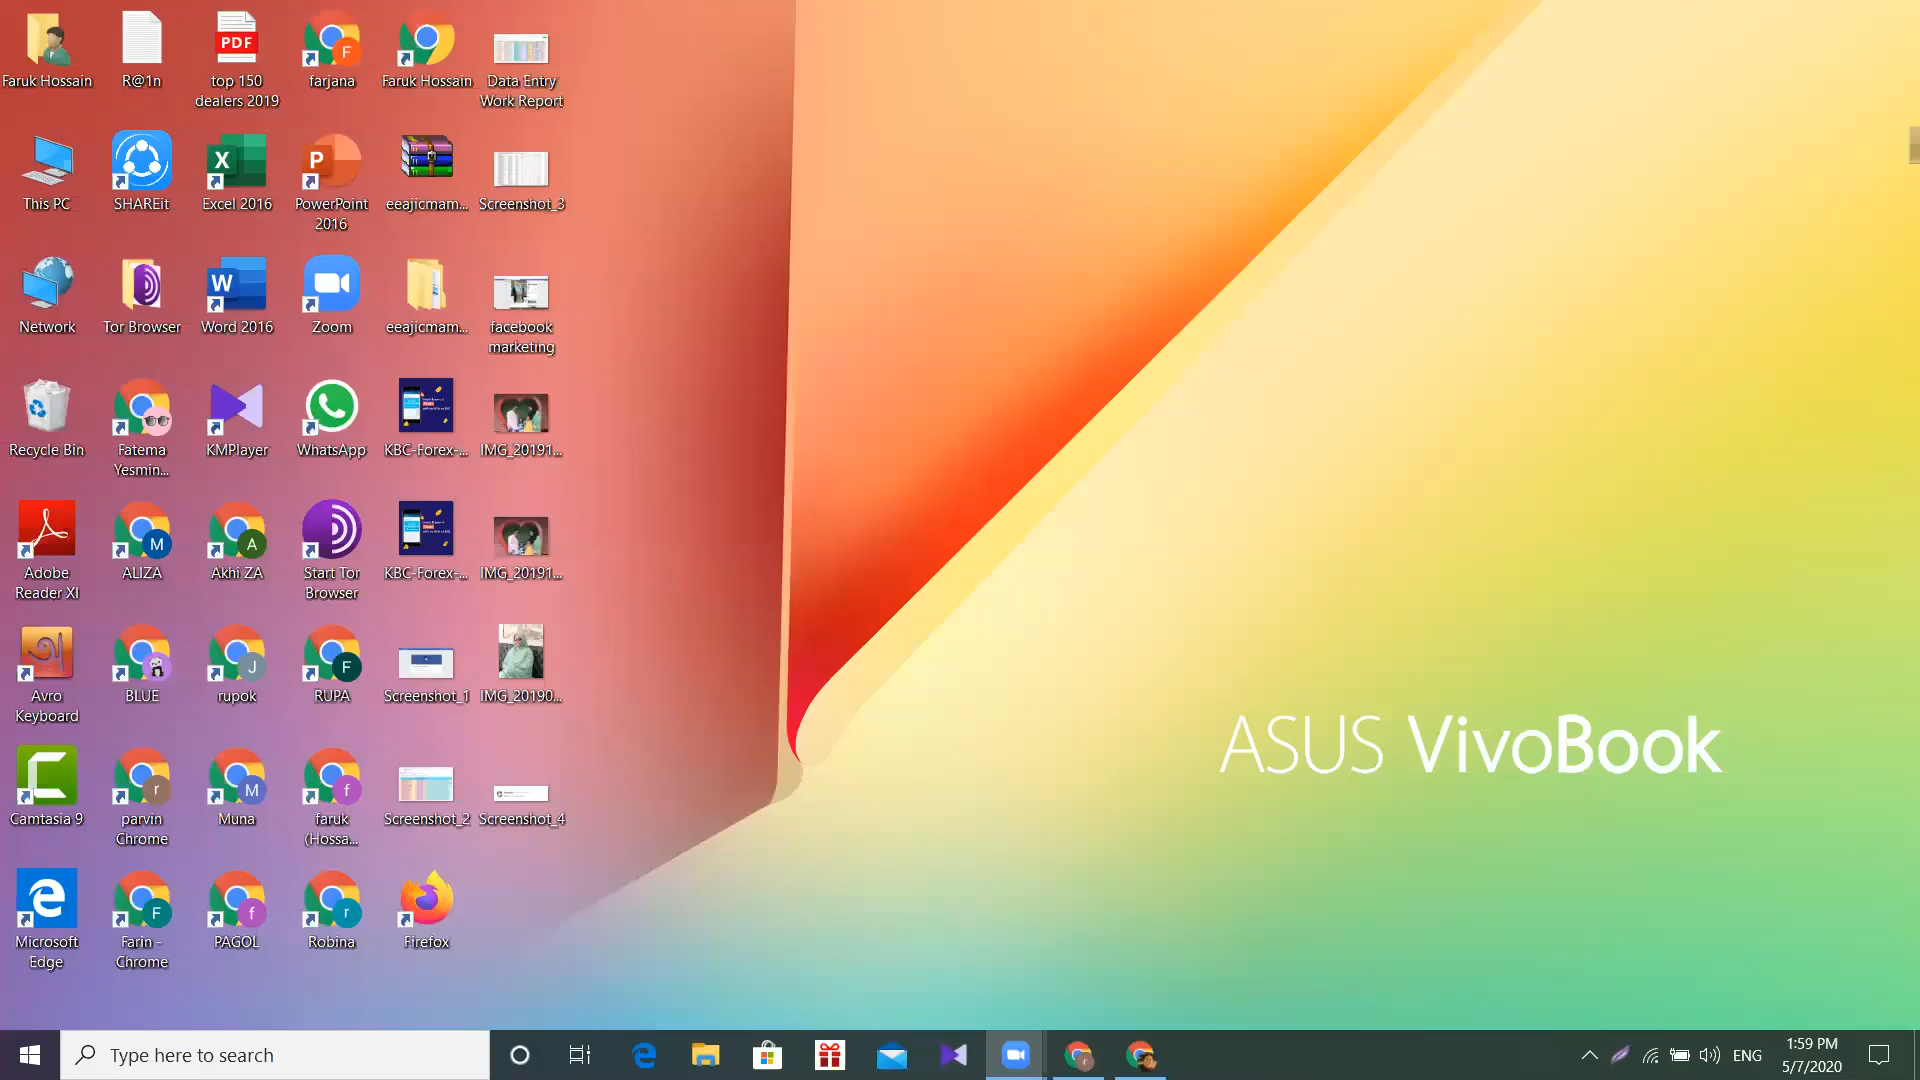 Faruk Hossain
R@1n
top 150
dealers 2019
farjana
Faruk Hossain
Data Entry
Work Report
This PC
SHAREit
Excel 2016
PowerPoint
2016
eeajicmam...
Screenshot_3
Network
Tor Browser
Word 2016
Zoom
eeajicmam...
facebook
marketing
Recycle Bin
Fatema
Yesmin...
KMPlayer
WhatsApp
KBC-Forex-...
IMG_20191...
Adobe
Reader XI
ALIZA
Akhi ZA
Start Tor
Browser
KBC-Forex-...
IMG_20191...
Avro
Keyboard
BLUE
rupok
RUPA
Screenshot_1
IMG_20190...
Camtasia 9
parvin
Chrome
Muna
faruk
(Hossa...
Screenshot_2
Screenshot_4
Microsoft
Edge
Farin -
Chrome
PAGOL
Robina
Firefox
ASUS VivoBook
Type here to search
ENG
1:59 PM
5/7/2020